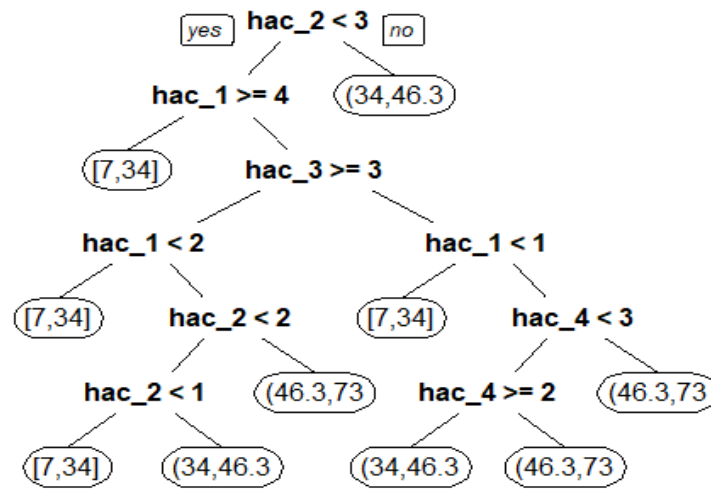 yes hac_2 < 3 no
hac_1 >= 4 (34,46.3
[7,34] hac_3 >= 3
hac_1 < 2 hac_1 < 1
[7,34] hac_2 < 2 [7,34] hac_4 < 3
hac_2 < 1 (46.3,73 hac_4 >= 2 (46.3,73
[7,34] (34,46.3 (34,46.3 (46.3,73